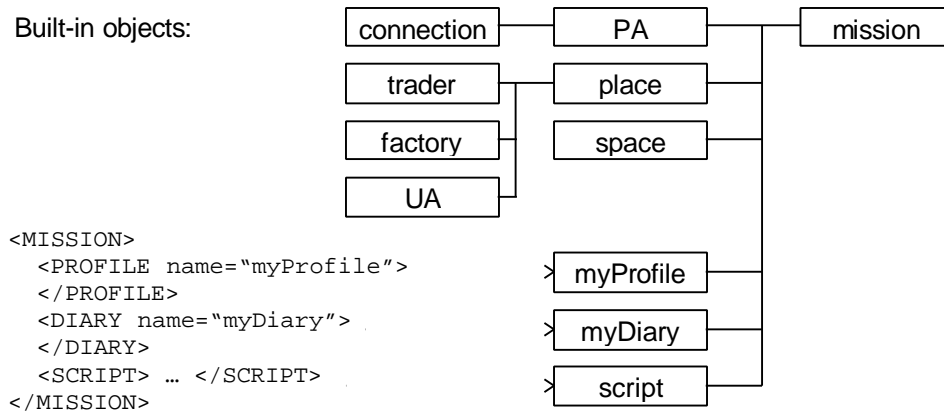 Built-in objects:
connection PA mission
trader place
factory space
UA
<MISSION>
<PROFILE name=“myProfile”>
myProfile
</PROFILE>
<DIARY name=“myDiary”>
myDiary
</DIARY>
<SCRIPT> … </SCRIPT>
script
</MISSION>